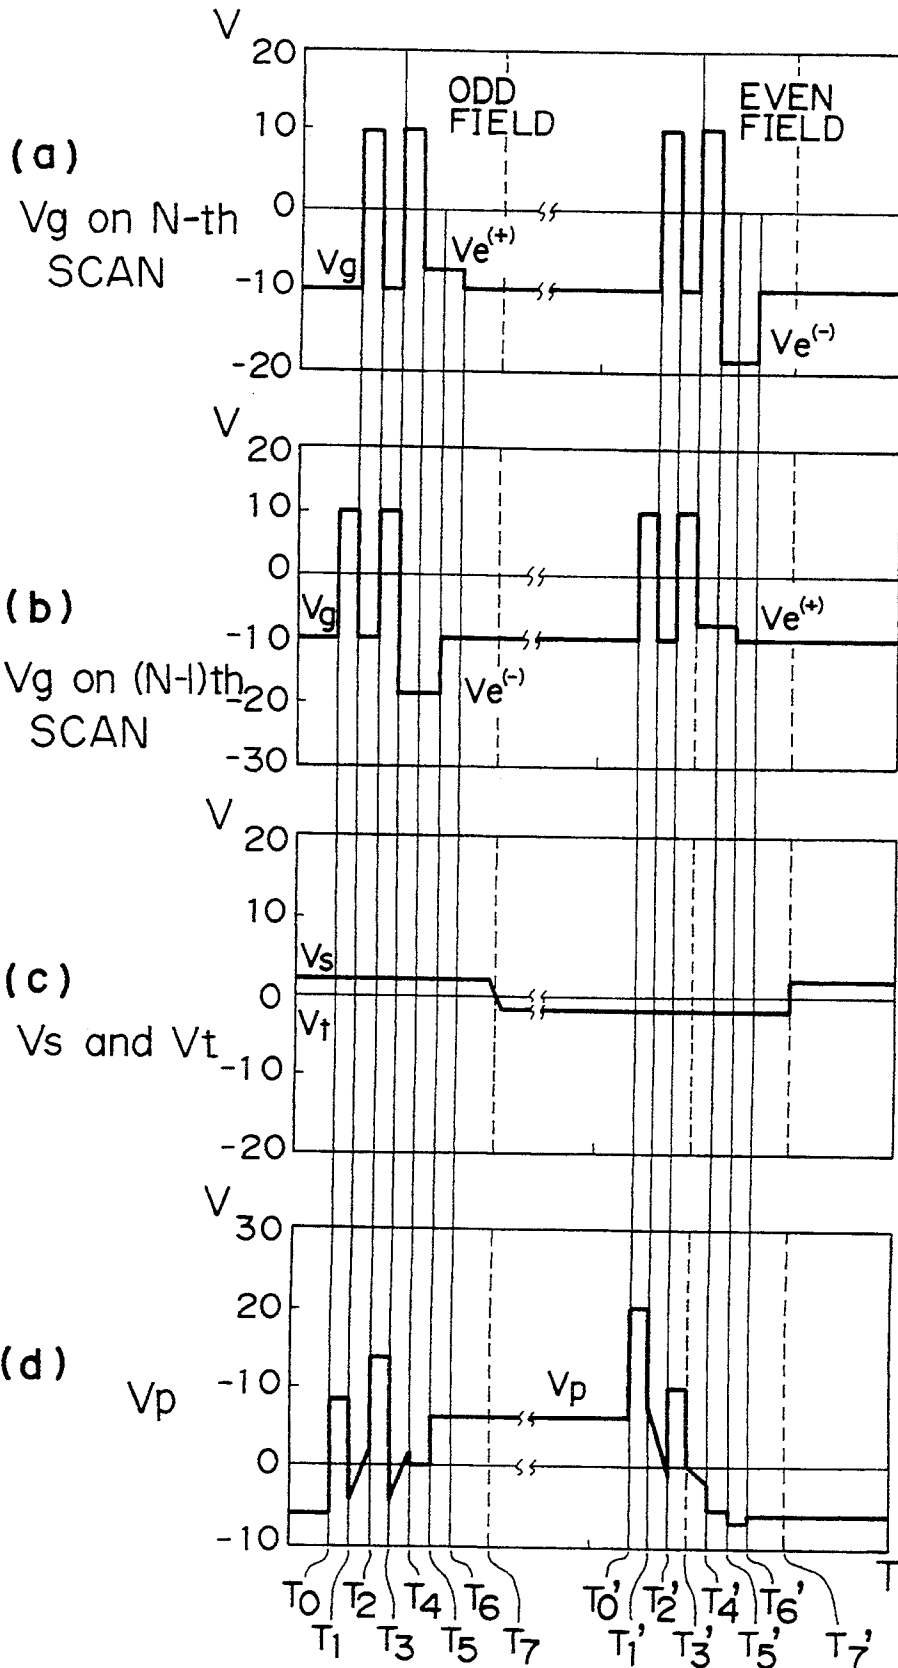 V
20
10
0
-10
-20
(a)
Vg on N-th
SCAN
ODD
FIELD
EVEN
FIELD
Vg
Ve(+)
Ve(-)
V
20
10
0
-10
-20
-30
(b)
Vg on (N-1)th
SCAN
Vg
Ve(-)
Ve(+)
V
20
10
0
-10
-20
(c)
Vs and Vt
Vs
Vt
V
30
20
-10
0
-10
(d)
Vp
Vp
T
T0 T2 T4 T6 T0' T2' T4' T6'
T1 T3 T5 T7 T1' T3' T5' T7'